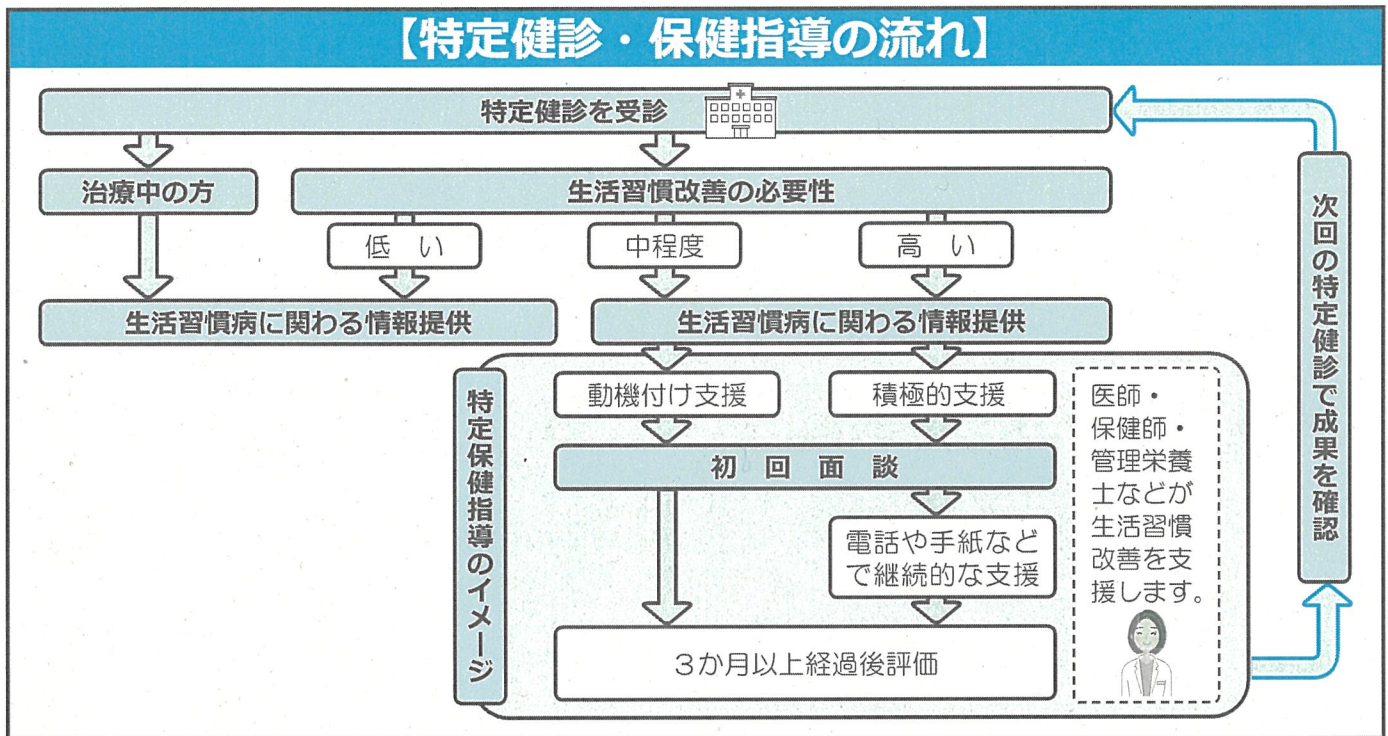 【特定健診・保健指導の流れ】
特定健診を受診
治療中の方
生活習慣改善の必要性
低い
中程度
高い
生活習慣病に関わる情報提供
生活習慣病に関わる情報提供
特定保健指導のイメージ
動機付け支援
積極的支援
初回面談
電話や手紙など
で継続的な支援
3か月以上経過後評価
医師・
保健師・
管理栄養
士などが
生活習慣
改善を支
援します。
次回の特定健診で成果を確認